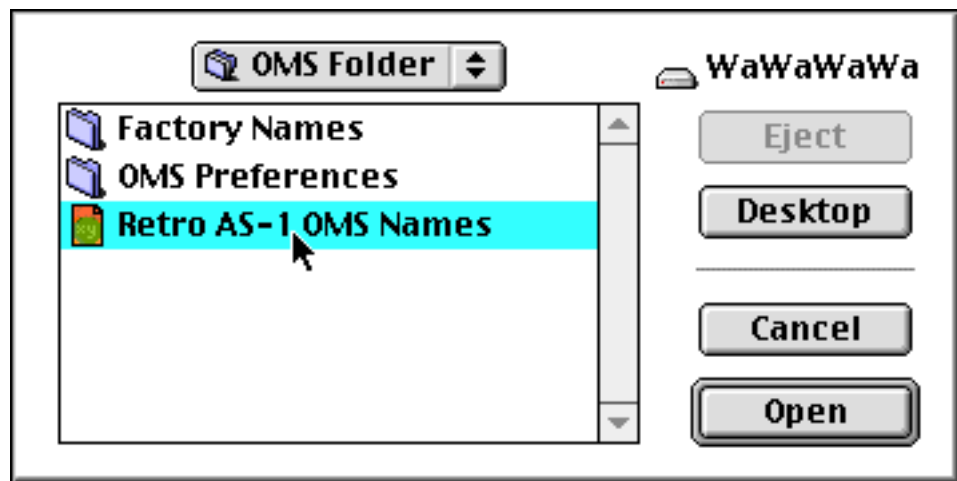 OMS Folder
WaWaWaWa
Factory Names
OMS Preferences
Retro AS-1 OMS Names
Eject
Desktop
Cancel
Open